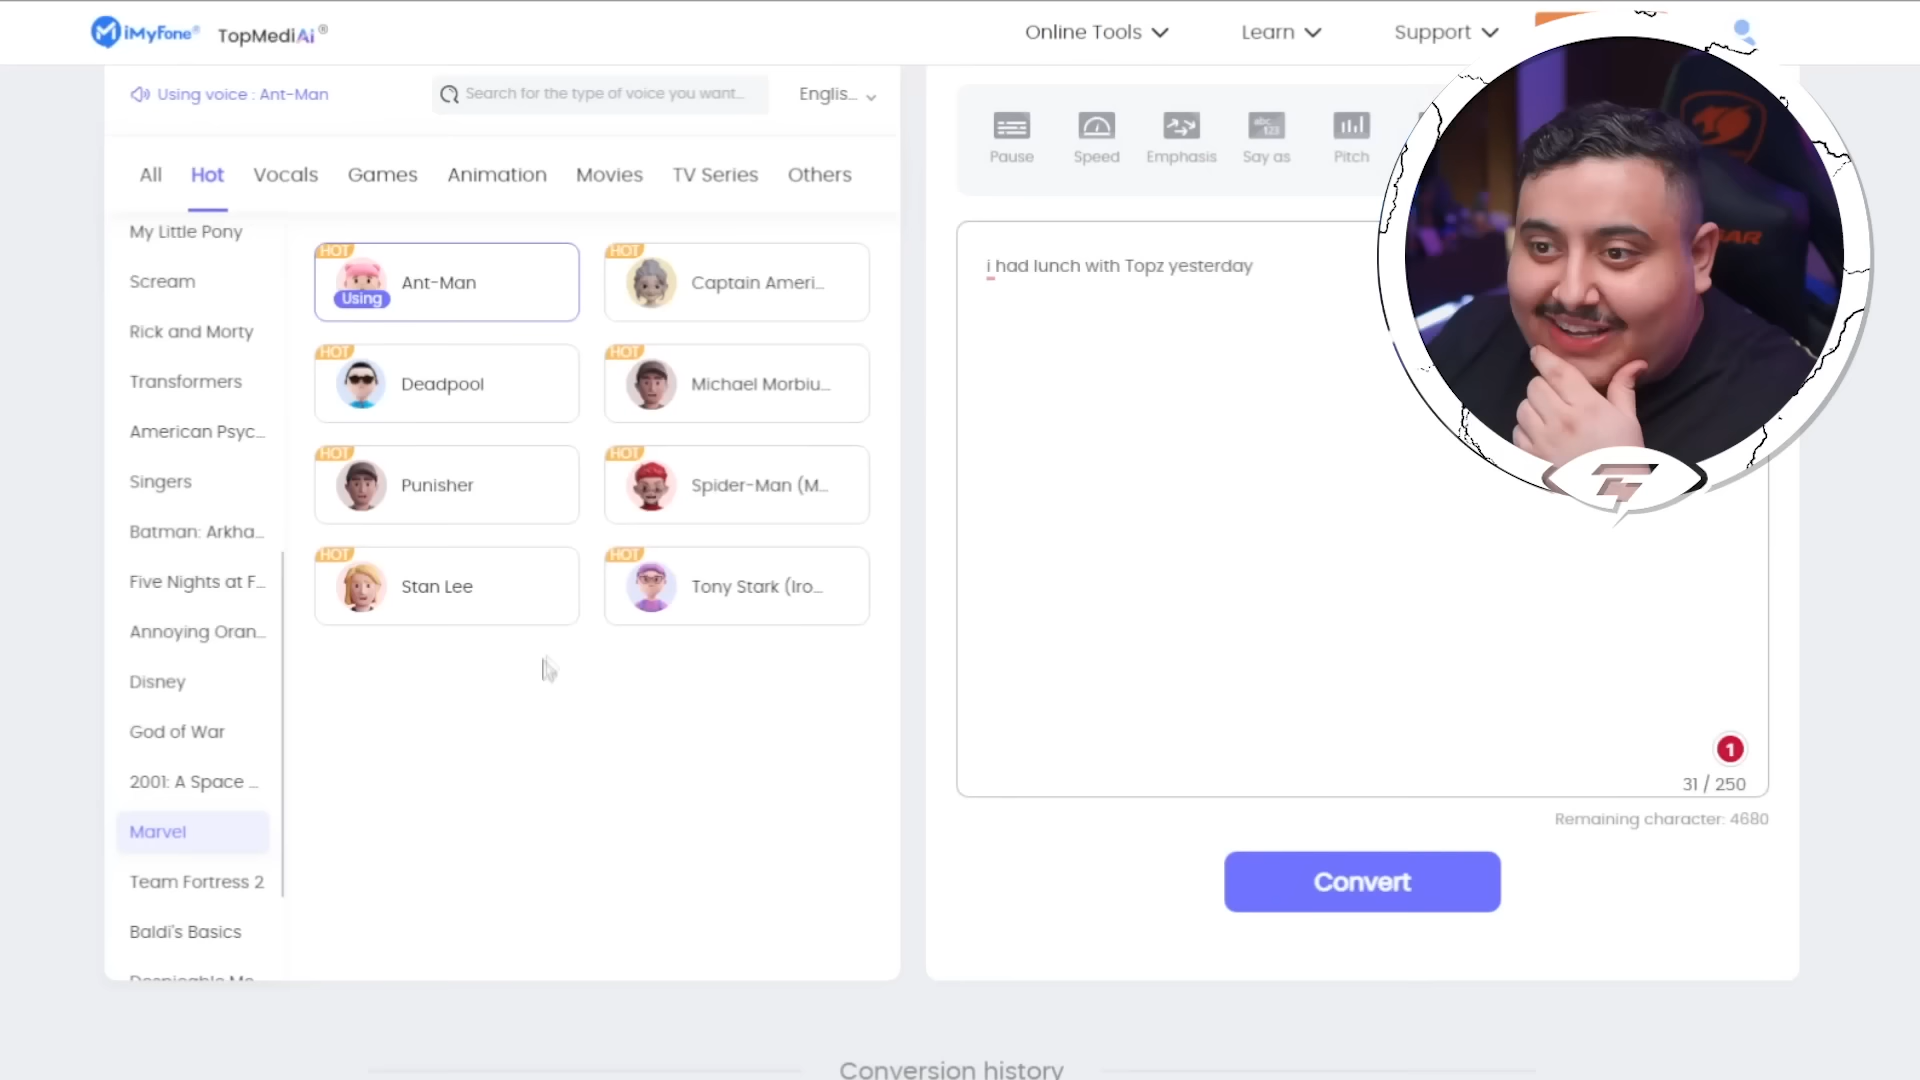 iMyFone® TopMediAi®
Online Tools
Learn
Support
Using voice : Ant-Man
Search for the type of voice you want...
Englis...
All
Hot
Vocals
Games
Animation
Movies
TV Series
Others
My Little Pony
Scream
Rick and Morty
Transformers
American Psyc...
Singers
Batman: Arkha...
Five Nights at F...
Annoying Oran...
Disney
God of War
2001: A Space ...
Marvel
Team Fortress 2
Baldi's Basics
HOT
Ant-Man
Using
HOT
Captain Ameri...
HOT
Deadpool
HOT
Michael Morbiu...
HOT
Punisher
HOT
Spider-Man (M...
HOT
Stan Lee
HOT
Tony Stark (Iro...
Pause
Speed
Emphasis
abc 123
Say as
Pitch
i had lunch with Topz yesterday
1
31 / 250
Remaining character: 4680
Convert
Conversion history